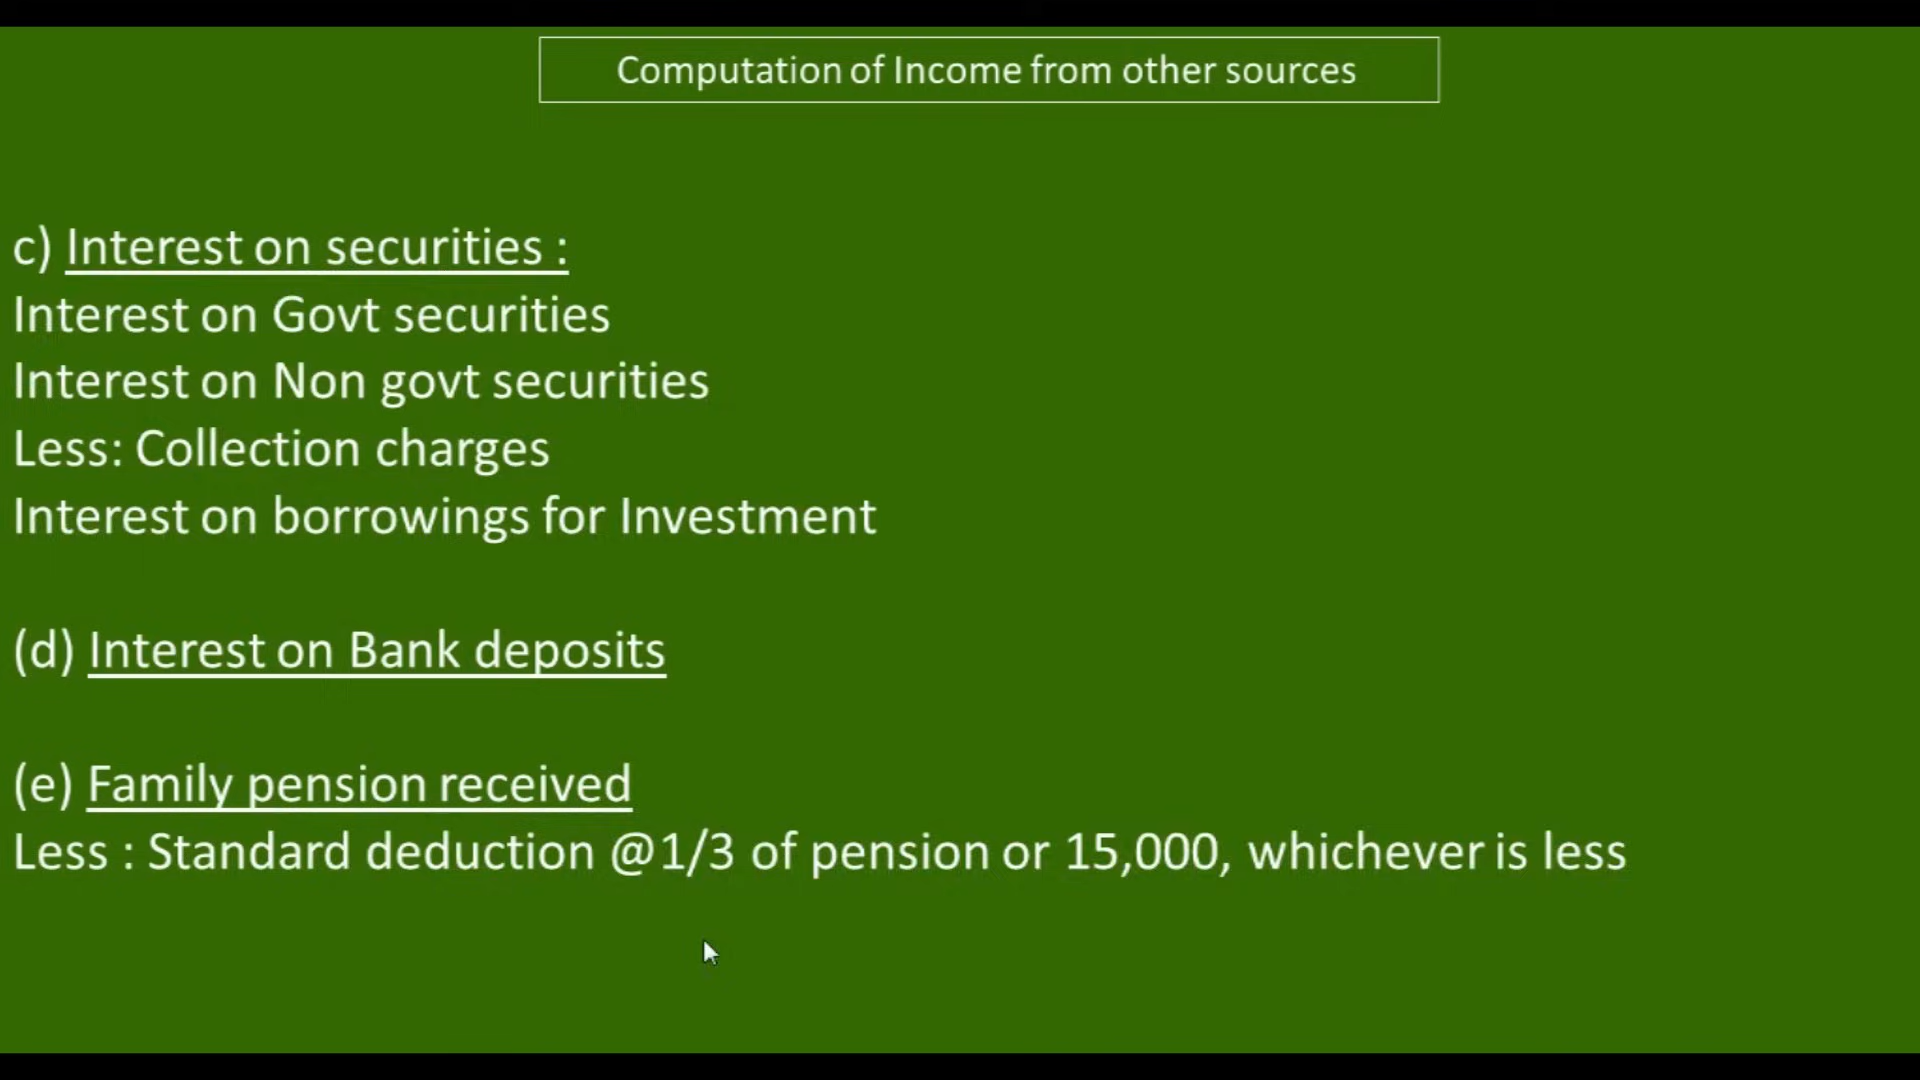 Computation of Income from other sources
c) Interest on securities :
Interest on Govt securities
Interest on Non govt securities
Less: Collection charges
Interest on borrowings for Investment
(d) Interest on Bank deposits
(e) Family pension received
Less : Standard deduction @1/3 of pension or 15,000, whichever is less